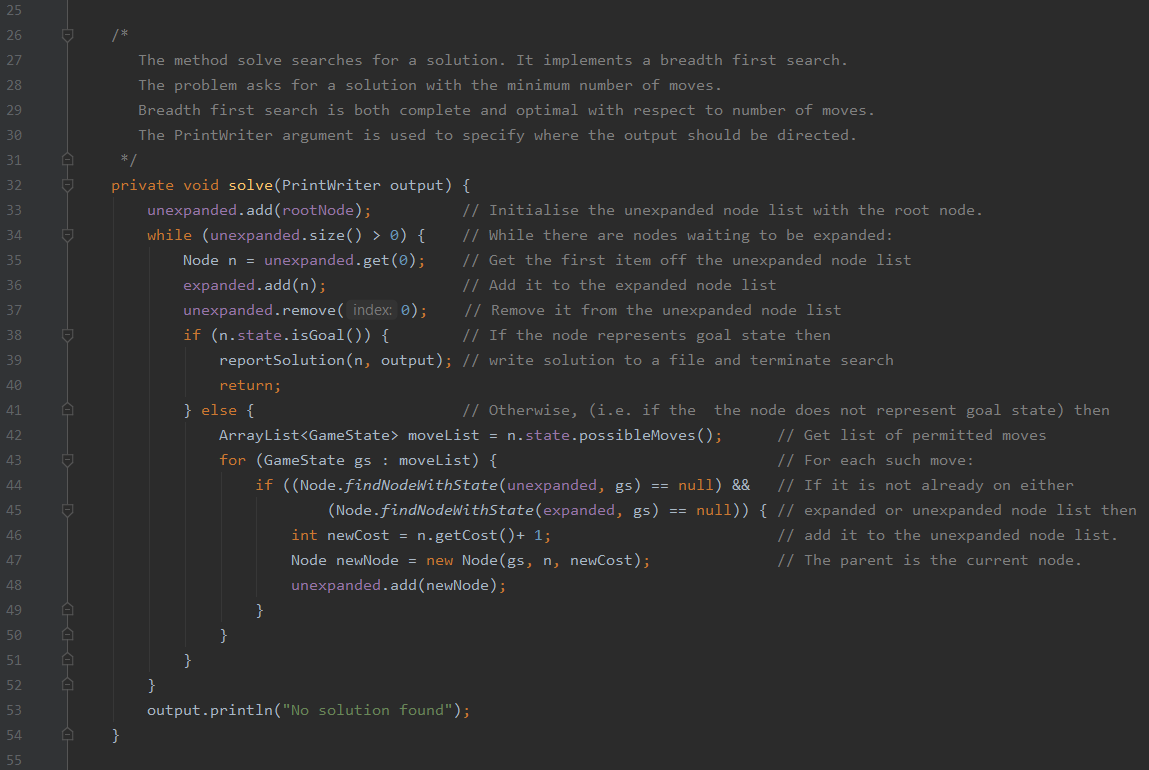 25
26 /*
27 The method solve searches for a solution. It implements a breadth first search.
28 The problem asks for a solution with the minimum number of moves.
29 Breadth first search is both complete and optimal with respect to number of moves.
30 The PrintWriter argument is used to specify where the output should be directed.
31 */
32 private void solve(PrintWriter output) {
33 unexpanded.add(rootNode); // Initialise the unexpanded node list with the root node.
34 while (unexpanded.size() > 0) { // While there are nodes waiting to be expanded:
35 Node n = unexpanded.get(0); // Get the first item off the unexpanded node list
36 expanded.add(n); // Add it to the expanded node list
37 unexpanded.remove( index: 0); // Remove it from the unexpanded node list
38 if (n.state.isGoal()) { // If the node represents goal state then
39 reportSolution(n, output); // write solution to a file and terminate search
40 return;
41 } else { // Otherwise, (i.e. if the  the node does not represent goal state) then
42 ArrayList<GameState> moveList = n.state.possibleMoves(); // Get list of permitted moves
43 for (GameState gs : moveList) { // For each such move:
44 if ((Node.findNodeWithState(unexpanded, gs) == null) && // If it is not already on either
45 (Node.findNodeWithState(expanded, gs) == null)) { // expanded or unexpanded node list then
46 int newCost = n.getCost()+ 1; // add it to the unexpanded node list.
47 Node newNode = new Node(gs, n, newCost); // The parent is the current node.
48 unexpanded.add(newNode);
49 }
50 }
51 }
52 }
53 output.println("No solution found");
54 }
55